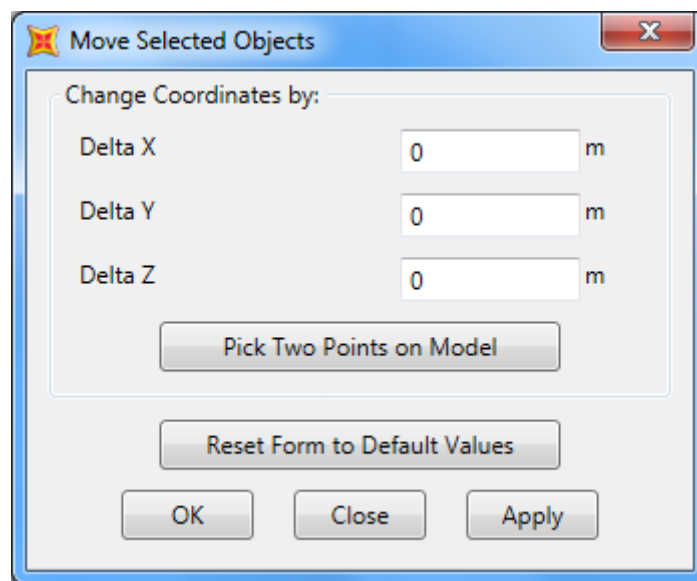 Move Selected Objects
Change Coordinates by:
Delta X 0 m
Delta Y 0 m
Delta Z 0 m
Pick Two Points on Model
Reset Form to Default Values
OK Close Apply